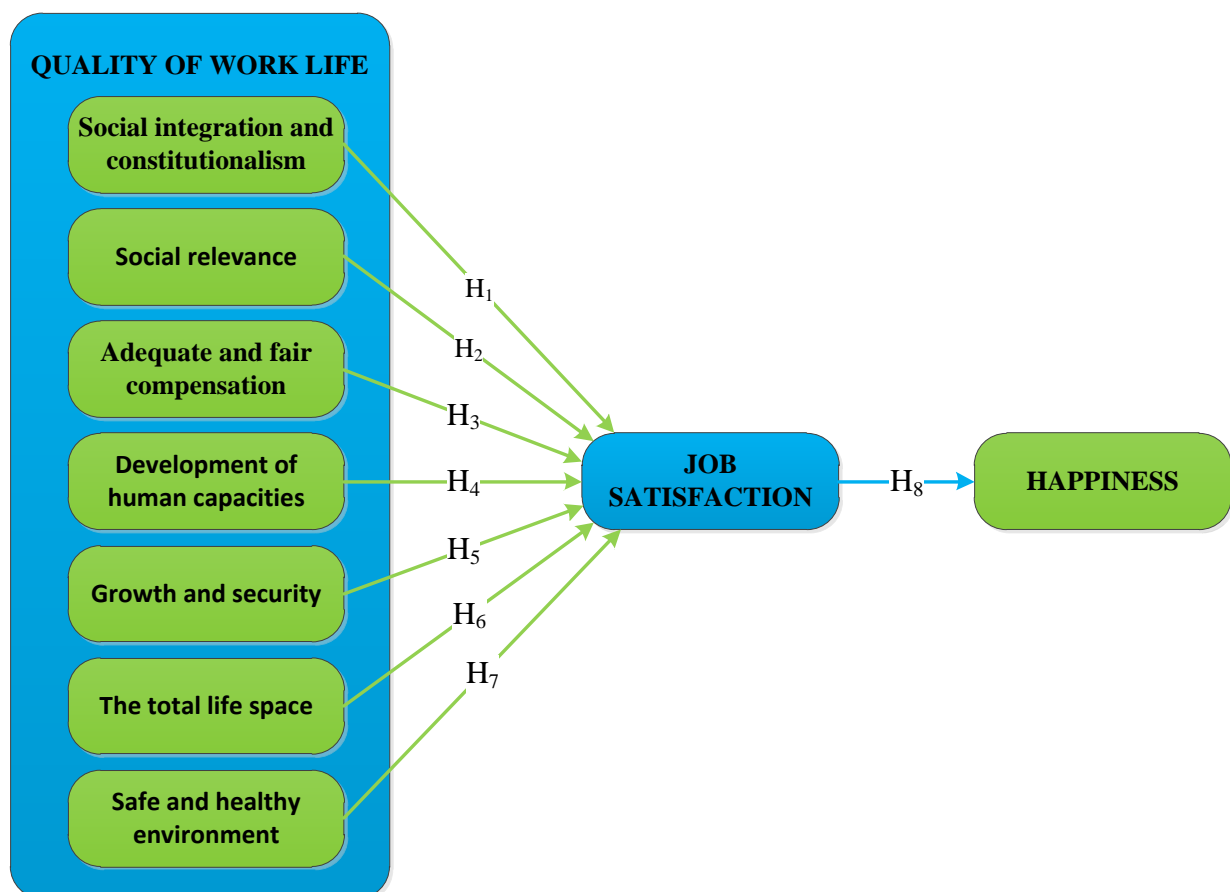 QUALITY OF WORK LIFE
Social integration and
constitutionalism
Social relevance
Adequate and fair
compensation
Development of
human capacities
Growth and security
The total life space
Safe and healthy
environment
H₁
H₂
H₃
H₄
H₅
H₆
H₇
JOB
SATISFACTION
H₈
HAPPINESS